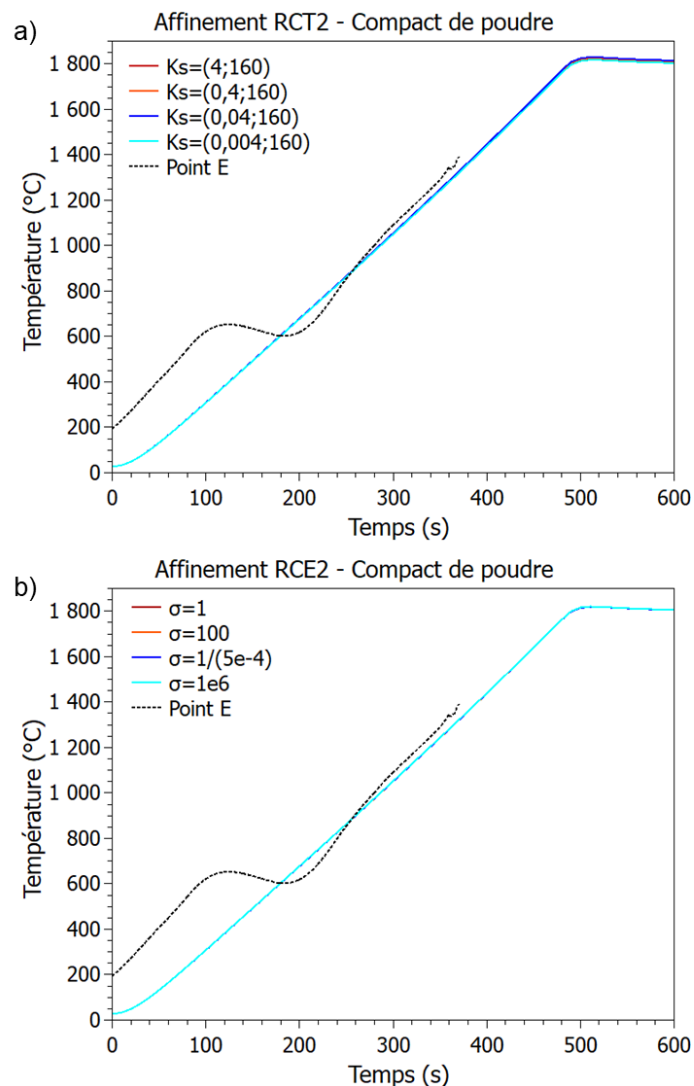 a)
Affinement RCT2 - Compact de poudre
1 800
1 600
1 400
1 200
1 000
800
600
400
200
0
Température (°C)
Ks=(4;160)
Ks=(0,4;160)
Ks=(0,04;160)
Ks=(0,004;160)
Point E
0 100 200 300 400 500 600
Temps (s)
b)
Affinement RCE2 - Compact de poudre
1 800
1 600
1 400
1 200
1 000
800
600
400
200
0
Température (°C)
σ=1
σ=100
σ=1/(5e-4)
σ=1e6
Point E
0 100 200 300 400 500 600
Temps (s)